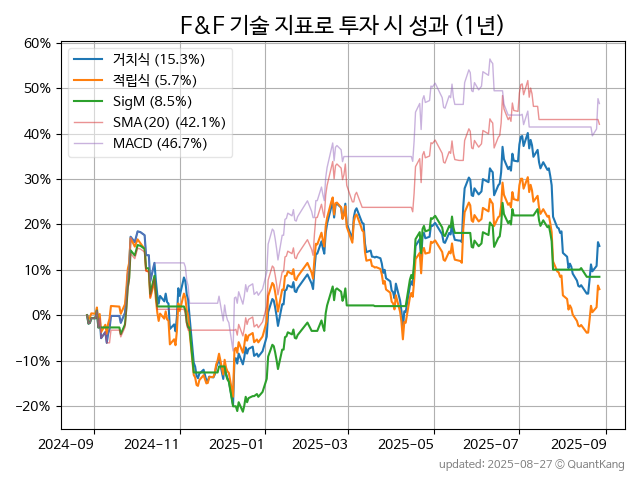 F&F 기술 지표로 투자 시 성과 (1년)
거치식 (15.3%)
적립식 (5.7%)
SigM (8.5%)
SMA(20) (42.1%)
MACD (46.7%)
60%
50%
40%
30%
20%
10%
0%
−10%
−20%
2024-09 2024-11 2025-01 2025-03 2025-05 2025-07 2025-09
updated: 2025-08-27 © QuantKang